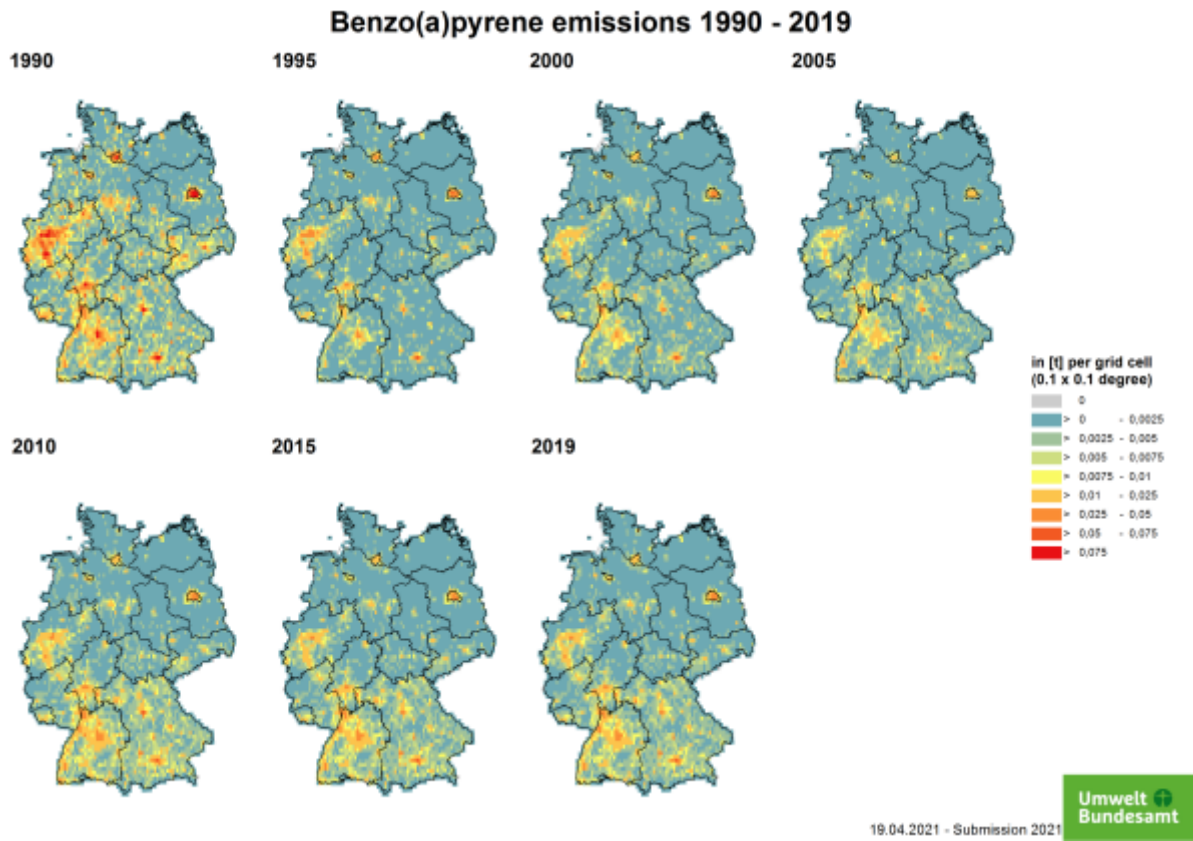 Benzo(a)pyrene emissions 1990 - 2019
1990
1995
2000
2005
2010
2015
2019
in [t] per grid cell
(0.1 x 0.1 degree)
0
> 0 - 0,0025
> 0,0025 - 0,005
> 0,005 - 0,0075
> 0,0075 - 0,01
> 0,01 - 0,025
> 0,025 - 0,05
> 0,05 - 0,075
> 0,075
19.04.2021 - Submission 2021
Umwelt
Bundesamt